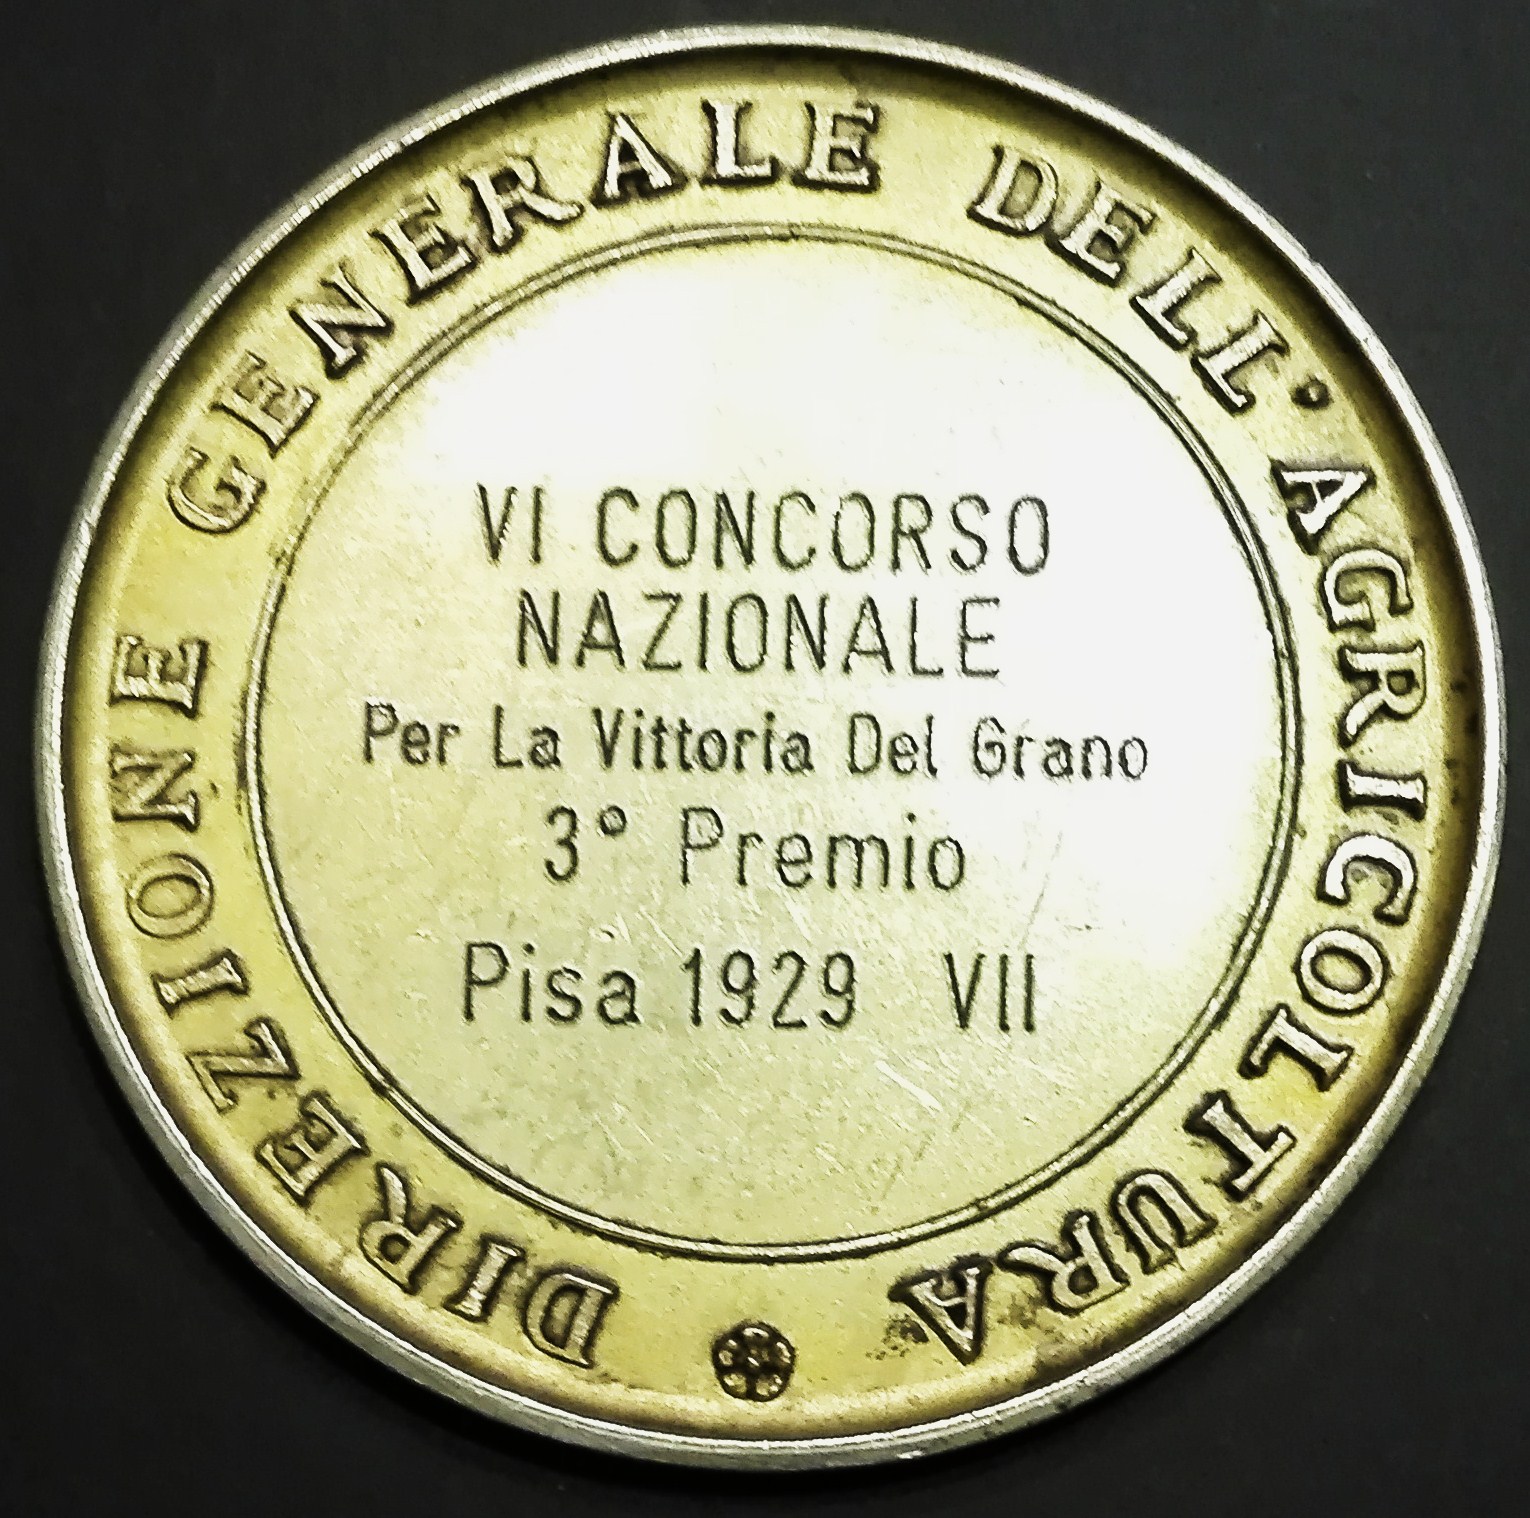 DIREZIONE GENERALE DELL'AGRICOLTURA
VI CONCORSO
NAZIONALE
Per La Vittoria Del Grano
3° Premio
Pisa 1929 VII